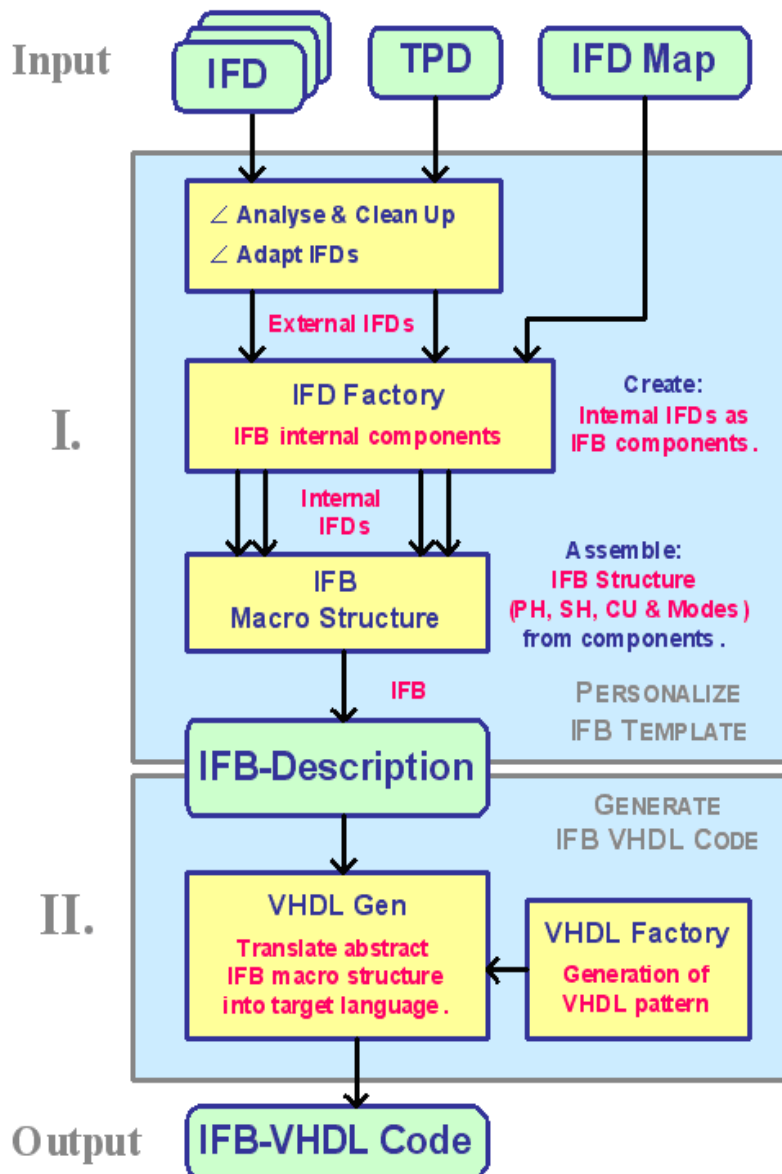 Input
IFD
TPD
IFD Map
∠ Analyse & Clean Up
∠ Adapt IFDs
External IFDs
I.
IFD Factory
IFB internal components
Create:
Internal IFDs as
IFB components.
Internal
IFDs
IFB
Macro Structure
Assemble:
IFB Structure
(PH, SH, CU & Modes)
from components.
IFB
PERSONALIZE
IFB TEMPLATE
IFB-Description
GENERATE
IFB VHDL CODE
II.
VHDL Gen
Translate abstract
IFB macro structure
into target language.
VHDL Factory
Generation of
VHDL pattern
Output
IFB-VHDL Code